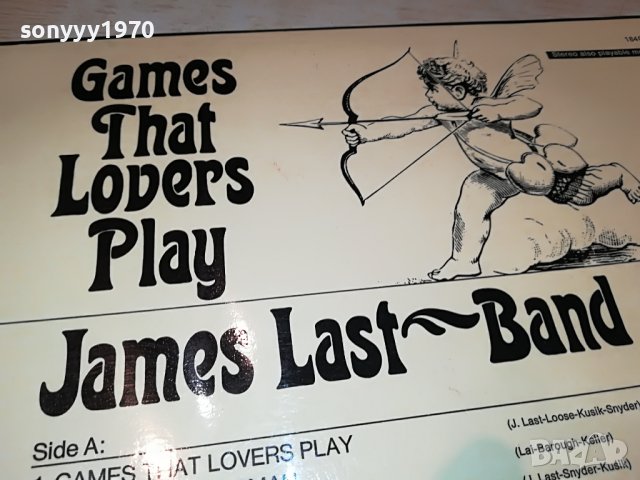 sonyyy1970
Stereo also playable m
Games
That
Lovers
Play
James Last Band
Side A:
1. GAMES THAT LOVERS PLAY
(J. Last-Loose-Kusik-Snyder)
(Lai-Barough-Keller)
J. Last-Snyder-Kusik)
BAZAR